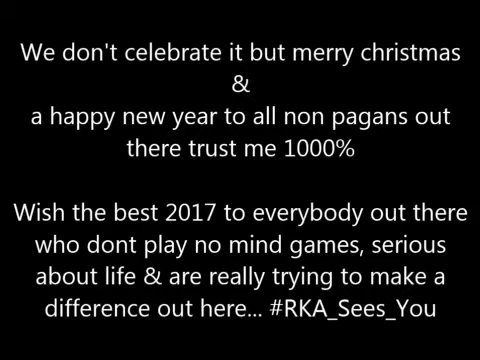 We don't celebrate it but merry christmas
&
a happy new year to all non pagans out
there trust me 1000%
Wish the best 2017 to everybody out there
who dont play no mind games, serious
about life & are really trying to make a
difference out here... #RKA_Sees_You